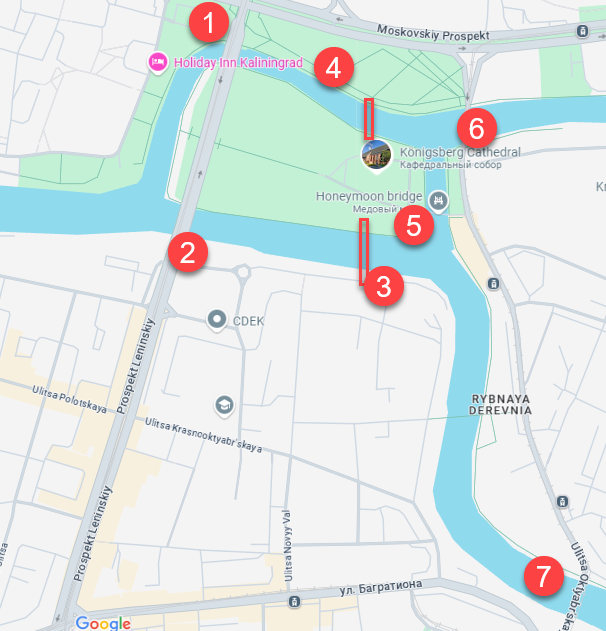 1
Moskovskiy Prospekt
Holiday Inn Kaliningrad
4
6
Königsberg Cathedral
Кафедральный собор
Honeymoon bridge
Медовый м
5
2
3
CDEK
Prospekt Leninskiy
RYBNAYA
DEREVNIA
Ulitsa Polotskaya
Ulitsa Krasnooktyabr'skaya
Prospekt Leninskiy
Ulitsa Novyy Val
7
ул. Багратиона
Ulitsa Oktyabr'ska
Ulitsa
Google